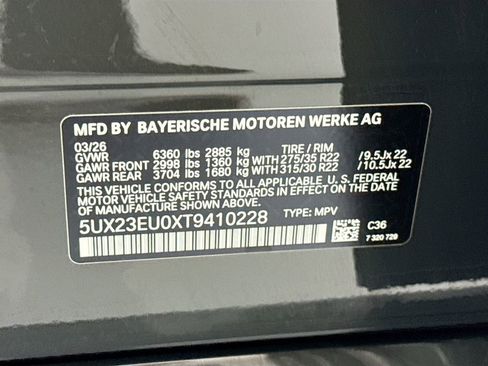 MFD BY BAYERISCHE MOTOREN WERKE AG
03/26 TIRE / RIM
GVWR 6360 lbs 2885 kg
GAWR FRONT 2998 lbs 1360 kg WITH 275/35 R22 /9.5Jx 22
GAWR REAR 3704 lbs 1680 kg WITH 315/30 R22 /10.5Jx 22
THIS VEHICLE CONFORMS TO ALL APPLICABLE FEDERAL
MOTOR VEHICLE SAFETY STANDARDS IN EFFECT ON THE
DATE OF MANUFACTURE SHOWN ABOVE.
5UX23EU0XT9410228 TYPE: MPV C36
7 320 729